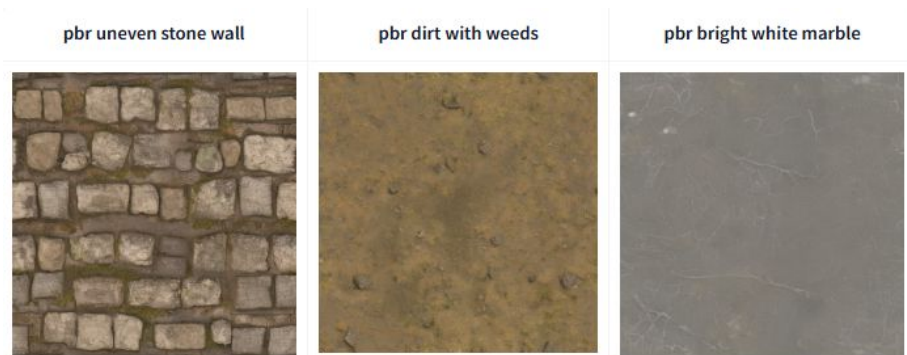 pbr uneven stone wall
pbr dirt with weeds
pbr bright white marble